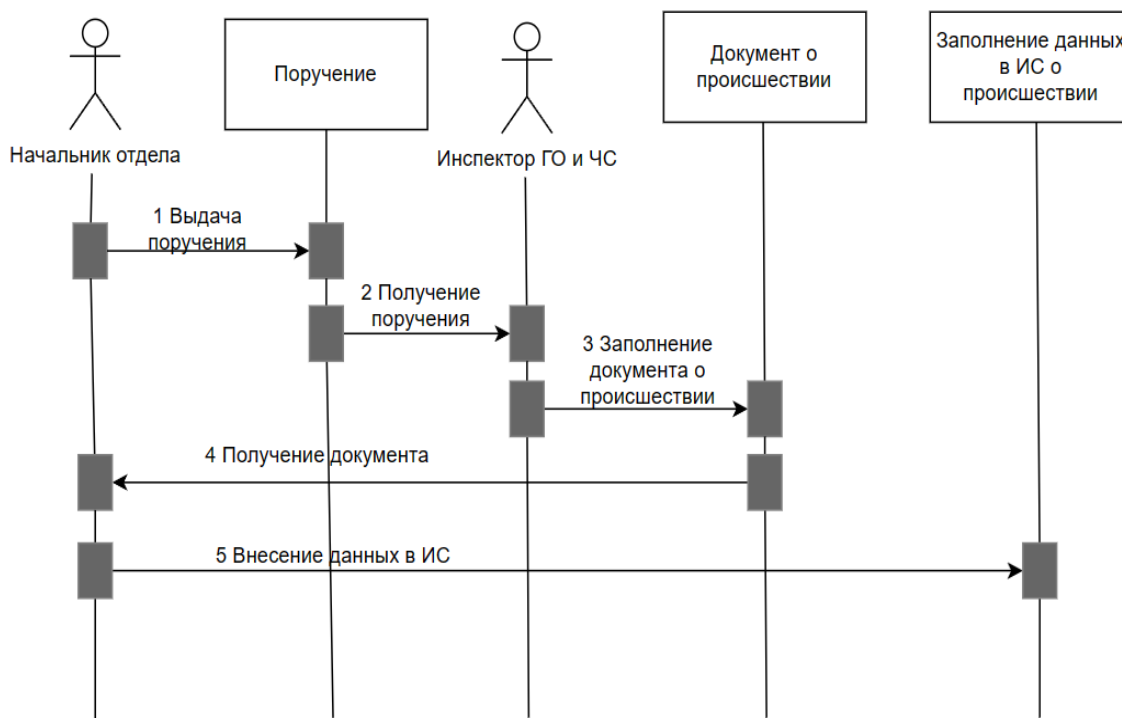 Начальник отдела
Поручение
Инспектор ГО и ЧС
Документ о
происшествии
Заполнение данных
в ИС о
происшествии
1 Выдача
поручения
2 Получение
поручения
3 Заполнение
документа о
происшествии
4 Получение документа
5 Внесение данных в ИС